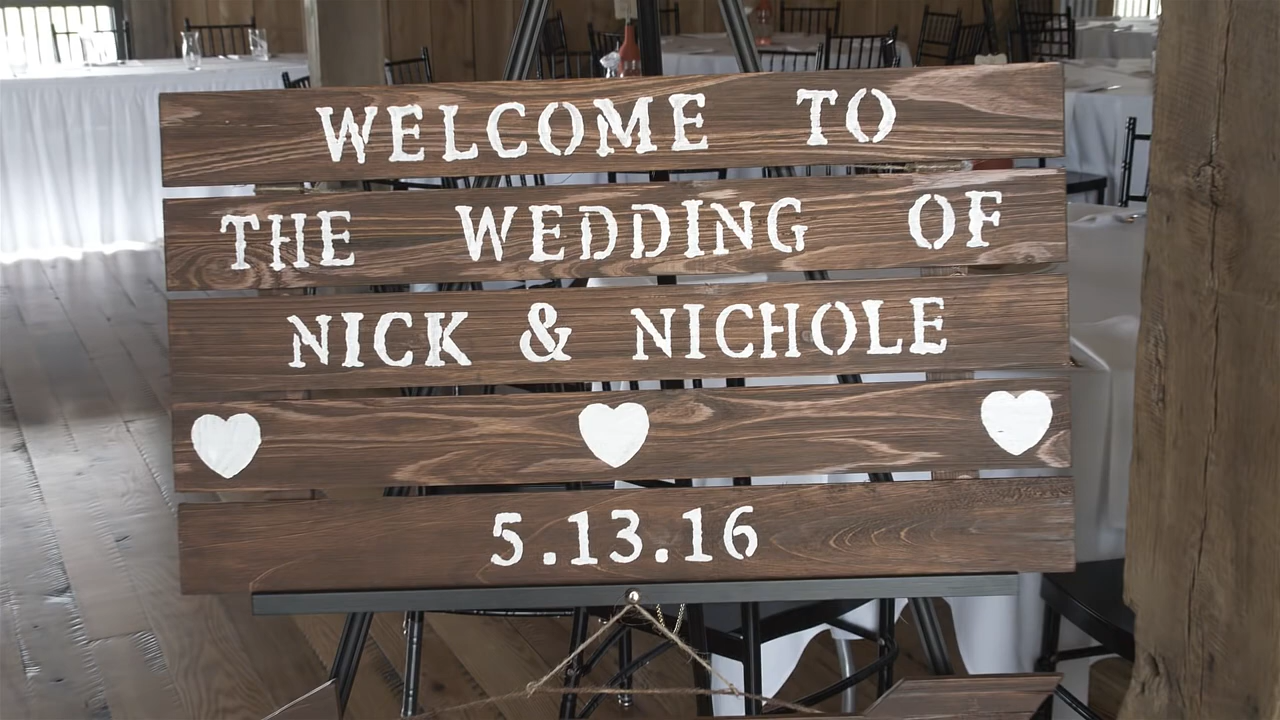 WELCOME TO
THE WEDDING OF
NICK & NICHOLE
5.13.16